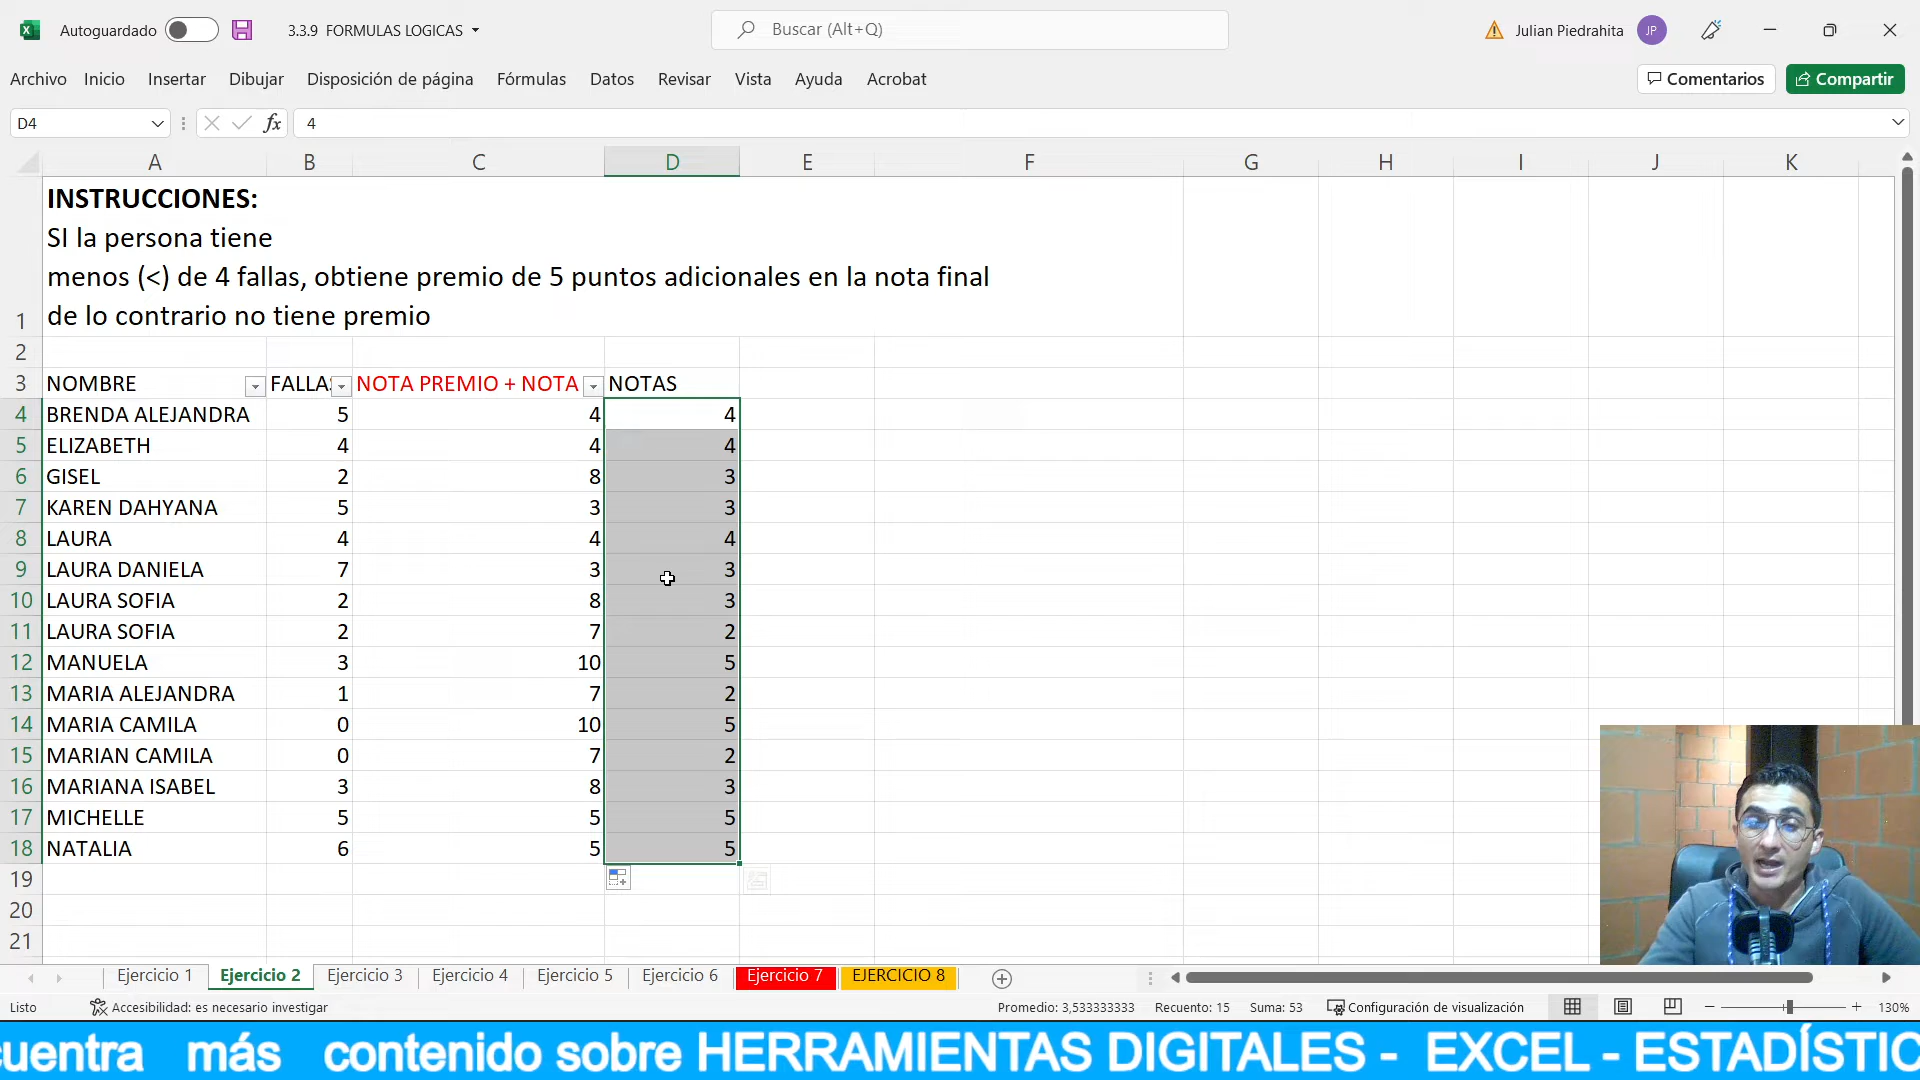 Autoguardado
3.3.9 FORMULAS LOGICAS
Buscar (Alt+Q)
Julian Piedrahita
JP
Archivo Inicio Insertar Dibujar Disposición de página Fórmulas Datos Revisar Vista Ayuda Acrobat
Comentarios Compartir
D4 fx 4
A B C D E F G H I J K
INSTRUCCIONES:
SI la persona tiene
menos (<) de 4 fallas, obtiene premio de 5 puntos adicionales en la nota final
1 de lo contrario no tiene premio
2
3 NOMBRE FALLAS NOTA PREMIO + NOTA NOTAS
4 BRENDA ALEJANDRA 5 4 4
5 ELIZABETH 4 4 4
6 GISEL 2 8 3
7 KAREN DAHYANA 5 3 3
8 LAURA 4 4 4
9 LAURA DANIELA 7 3 3
10 LAURA SOFIA 2 8 3
11 LAURA SOFIA 2 7 2
12 MANUELA 3 10 5
13 MARIA ALEJANDRA 1 7 2
14 MARIA CAMILA 0 10 5
15 MARIAN CAMILA 0 7 2
16 MARIANA ISABEL 3 8 3
17 MICHELLE 5 5 5
18 NATALIA 6 5 5
19
20
21
Ejercicio 1 Ejercicio 2 Ejercicio 3 Ejercicio 4 Ejercicio 5 Ejercicio 6 Ejercicio 7 EJERCICIO 8
Listo Accesibilidad: es necesario investigar Promedio: 3,533333333 Recuento: 15 Suma: 53 Configuración de visualización 130%
cuentra más contenido sobre HERRAMIENTAS DIGITALES - EXCEL - ESTADÍSTIC